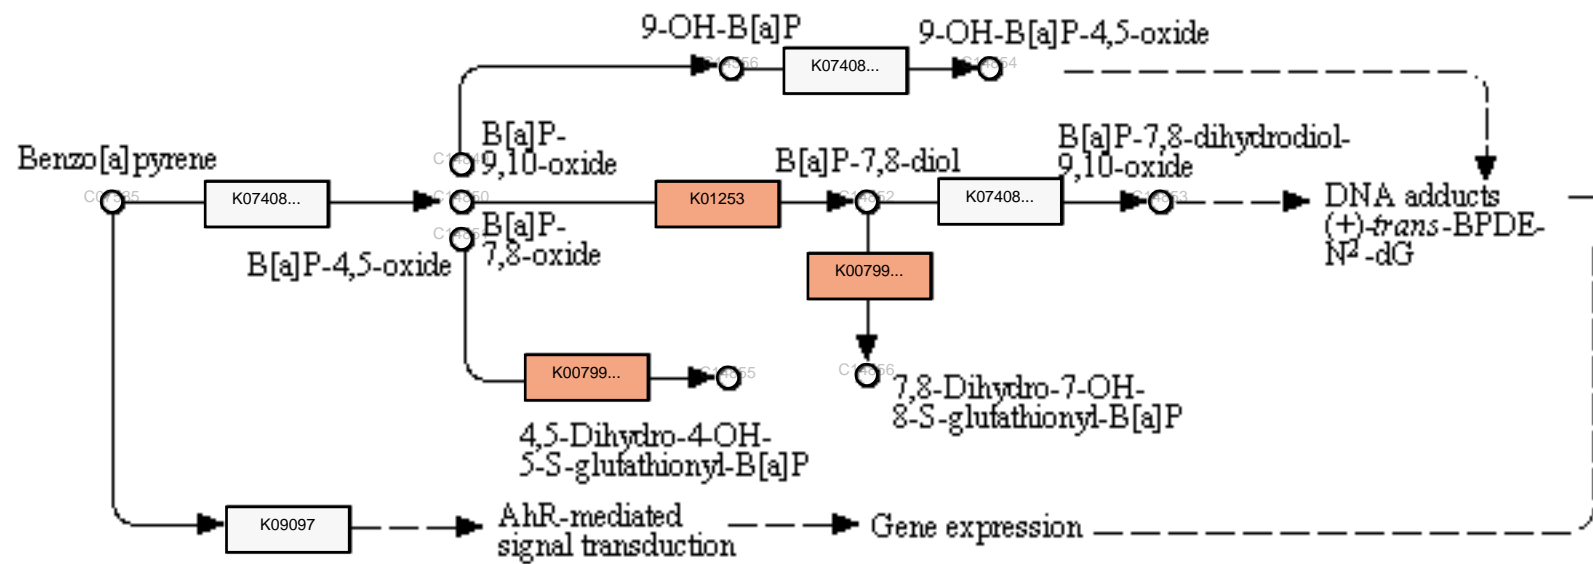 9-OH-B[a]P
9-OH-B[a]P-4,5-oxide
K07408...
Benzo[a]pyrene
B[a]P-
9,10-oxide
B[a]P-7,8-diol
B[a]P-7,8-dihydrodiol-
9,10-oxide
K07408...
K01253
K07408...
DNA adducts
(+)-trans-BPDE-
N²-dG
B[a]P-
7,8-oxide
B[a]P-4,5-oxide
K00799...
K00799...
7,8-Dihydro-7-OH-
8-S-glutathionyl-B[a]P
4,5-Dihydro-4-OH-
5-S-glutathionyl-B[a]P
K09097
AhR-mediated
signal transduction
Gene expression